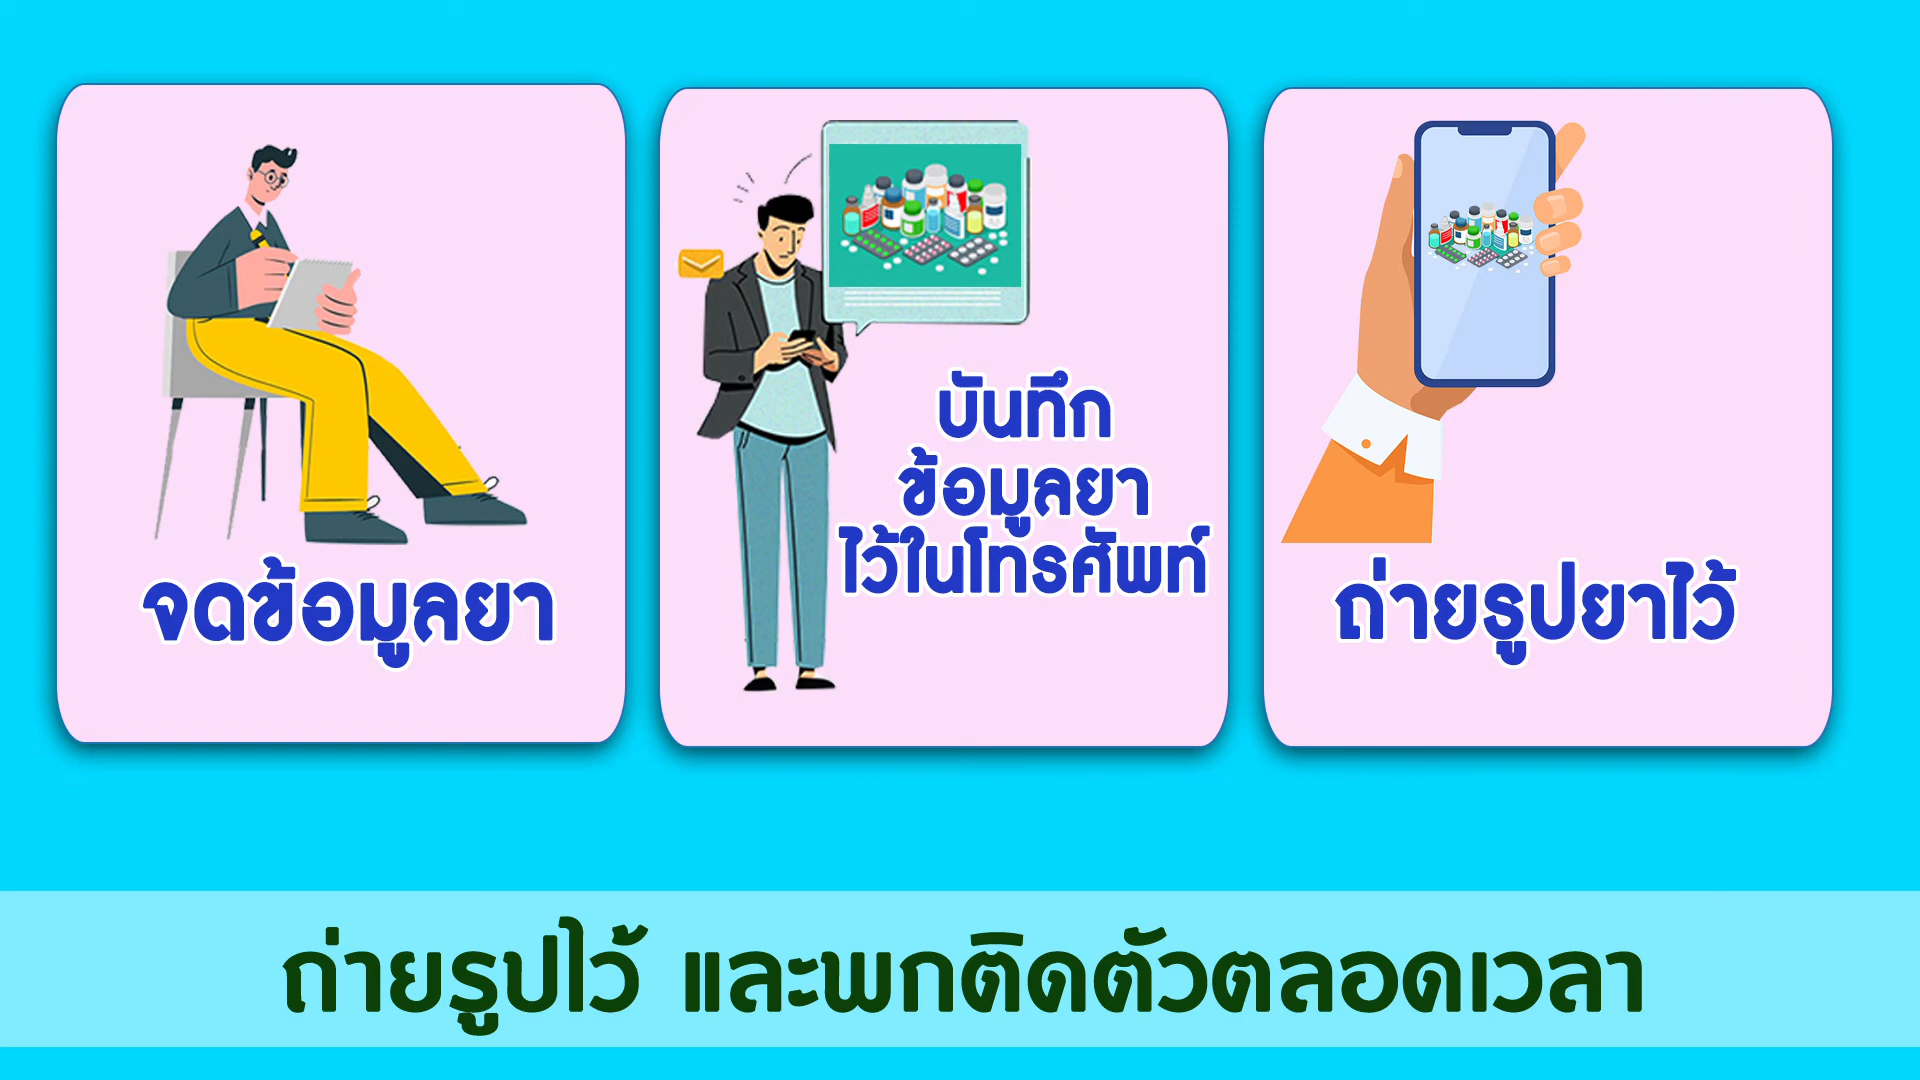 จดข้อมูลยา
บันทึก
ข้อมูลยา
ไว้ในโทรศัพท์
ถ่ายรูปยาไว้
ถ่ายรูปไว้ และพกติดตัวตลอดเวลา